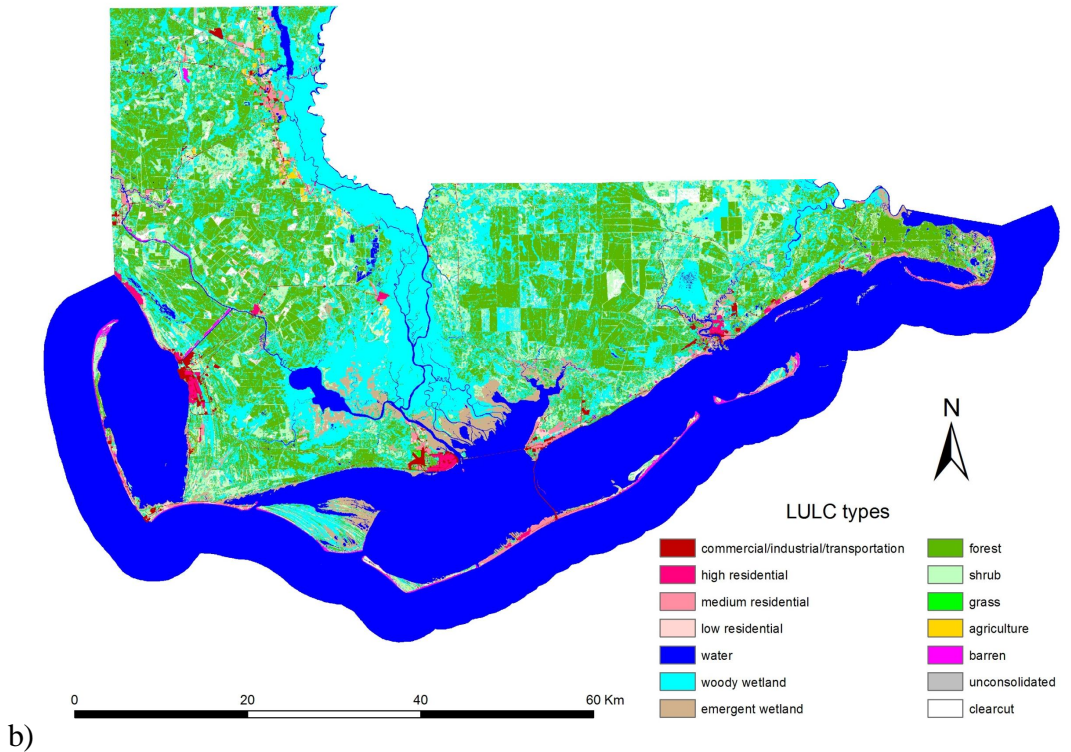 N
LULC types
commercial/industrial/transportation
high residential
medium residential
low residential
water
woody wetland
emergent wetland
forest
shrub
grass
agriculture
barren
unconsolidated
clearcut
0 20 40 60 Km
b)